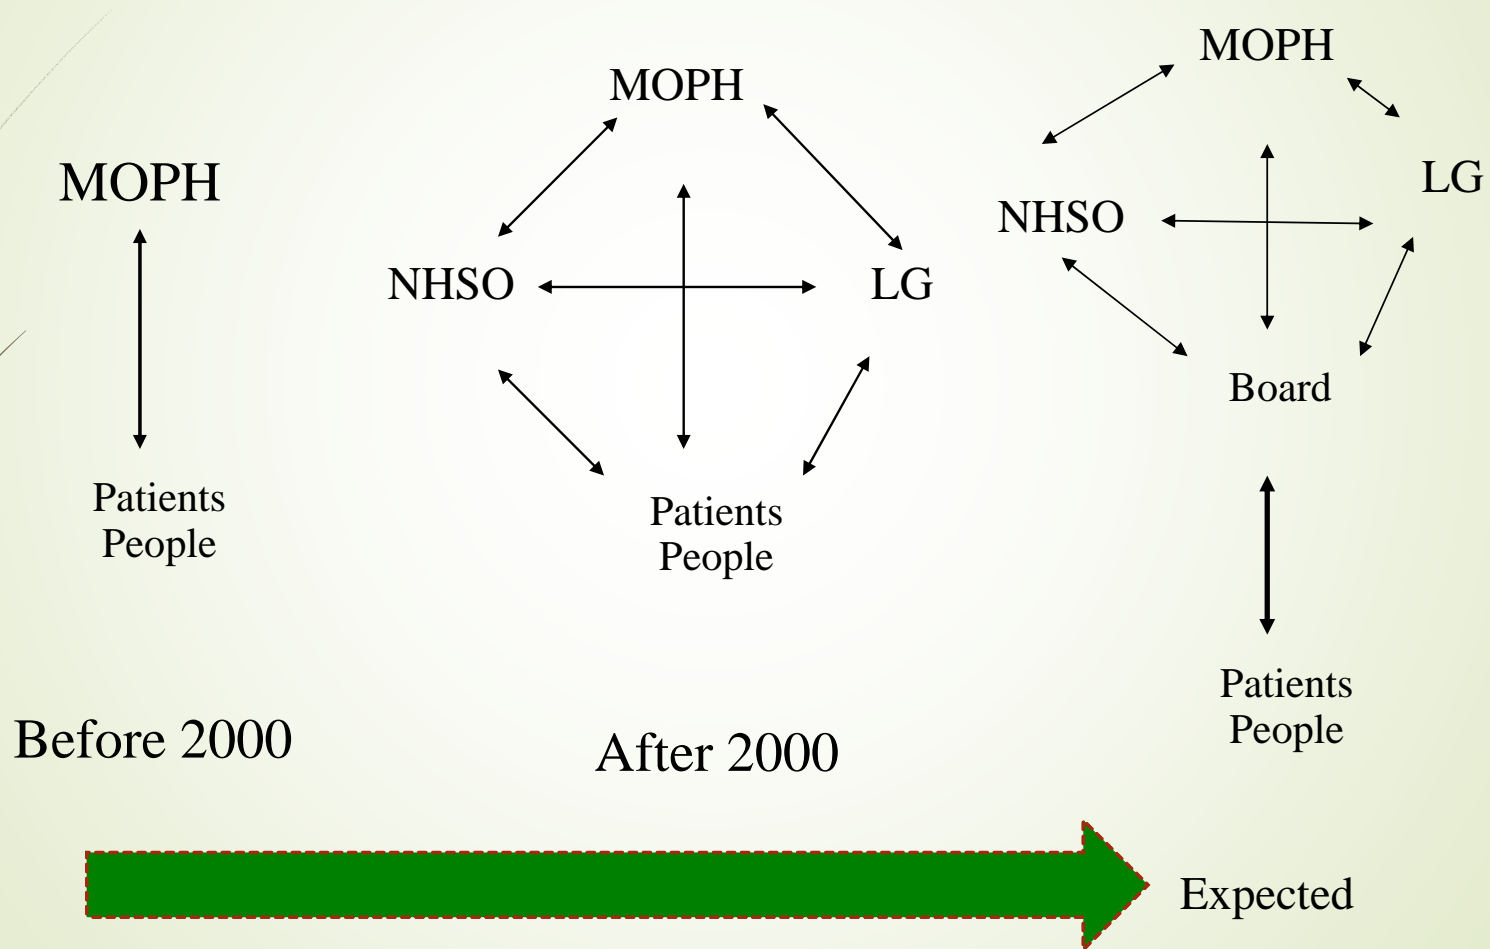 MOPH
Patients
People
Before 2000
MOPH
NHSO
LG
Patients
People
After 2000
MOPH
LG
NHSO
Board
Patients
People
Expected